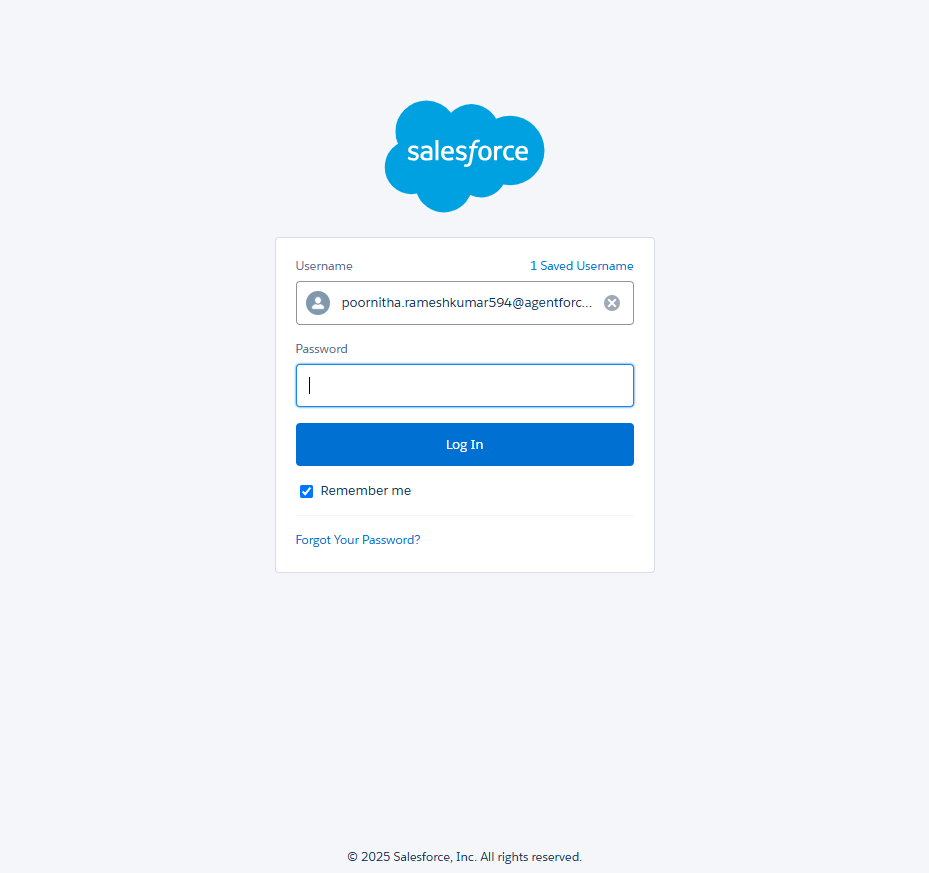 salesforce
Username 1 Saved Username
poornitha.rameshkumar594@agentforc...
Password
Log In
Remember me
Forgot Your Password?
© 2025 Salesforce, Inc. All rights reserved.